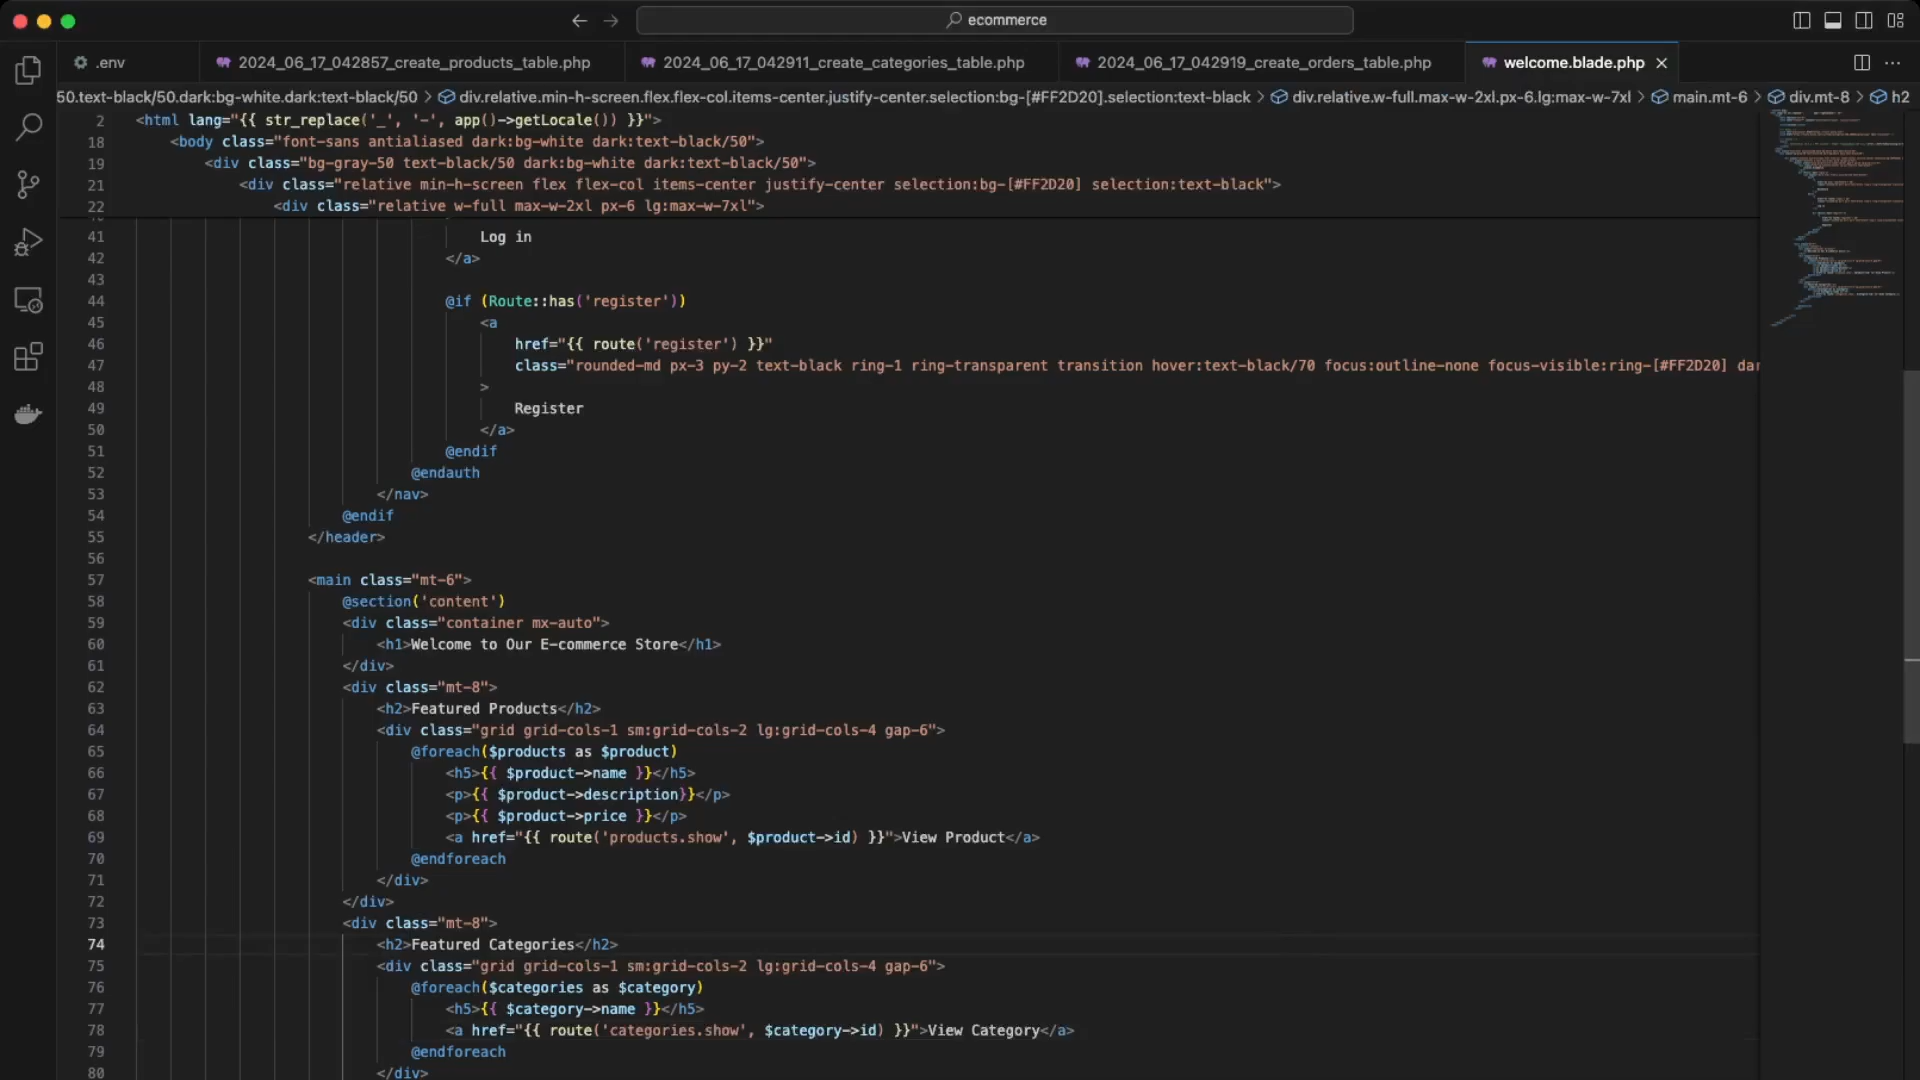 ecommerce
.env
2024_06_17_042857_create_products_table.php
2024_06_17_042911_create_categories_table.php
2024_06_17_042919_create_orders_table.php
welcome.blade.php
50.text-black/50.dark:bg-white.dark:text-black/50 > div.relative.min-h-screen.flex.flex-col.items-center.justify-center.selection:bg-[#FF2D20].selection:text-black > div.relative.w-full.max-w-2xl.px-6.lg:max-w-7xl > main.mt-6 > div.mt-8 > h2
2 <html lang="{{ str_replace('_', '-', app()->getLocale()) }}">
18 <body class="font-sans antialiased dark:bg-white dark:text-black/50">
19 <div class="bg-gray-50 text-black/50 dark:bg-white dark:text-black/50">
21 <div class="relative min-h-screen flex flex-col items-center justify-center selection:bg-[#FF2D20] selection:text-black">
22 <div class="relative w-full max-w-2xl px-6 lg:max-w-7xl">
41 Log in
42 </a>
43
44 @if (Route::has('register'))
45 <a
46 href="{{ route('register') }}"
47 class="rounded-md px-3 py-2 text-black ring-1 ring-transparent transition hover:text-black/70 focus:outline-none focus-visible:ring-[#FF2D20] dar
48 >
49 Register
50 </a>
51 @endif
52 @endauth
53 </nav>
54 @endif
55 </header>
56
57 <main class="mt-6">
58 @section('content')
59 <div class="container mx-auto">
60 <h1>Welcome to Our E-commerce Store</h1>
61 </div>
62 <div class="mt-8">
63 <h2>Featured Products</h2>
64 <div class="grid grid-cols-1 sm:grid-cols-2 lg:grid-cols-4 gap-6">
65 @foreach($products as $product)
66 <h5>{{ $product->name }}</h5>
67 <p>{{ $product->description}}</p>
68 <p>{{ $product->price }}</p>
69 <a href="{{ route('products.show', $product->id) }}">View Product</a>
70 @endforeach
71 </div>
72 </div>
73 <div class="mt-8">
74 <h2>Featured Categories</h2>
75 <div class="grid grid-cols-1 sm:grid-cols-2 lg:grid-cols-4 gap-6">
76 @foreach($categories as $category)
77 <h5>{{ $category->name }}</h5>
78 <a href="{{ route('categories.show', $category->id) }}">View Category</a>
79 @endforeach
80 </div>